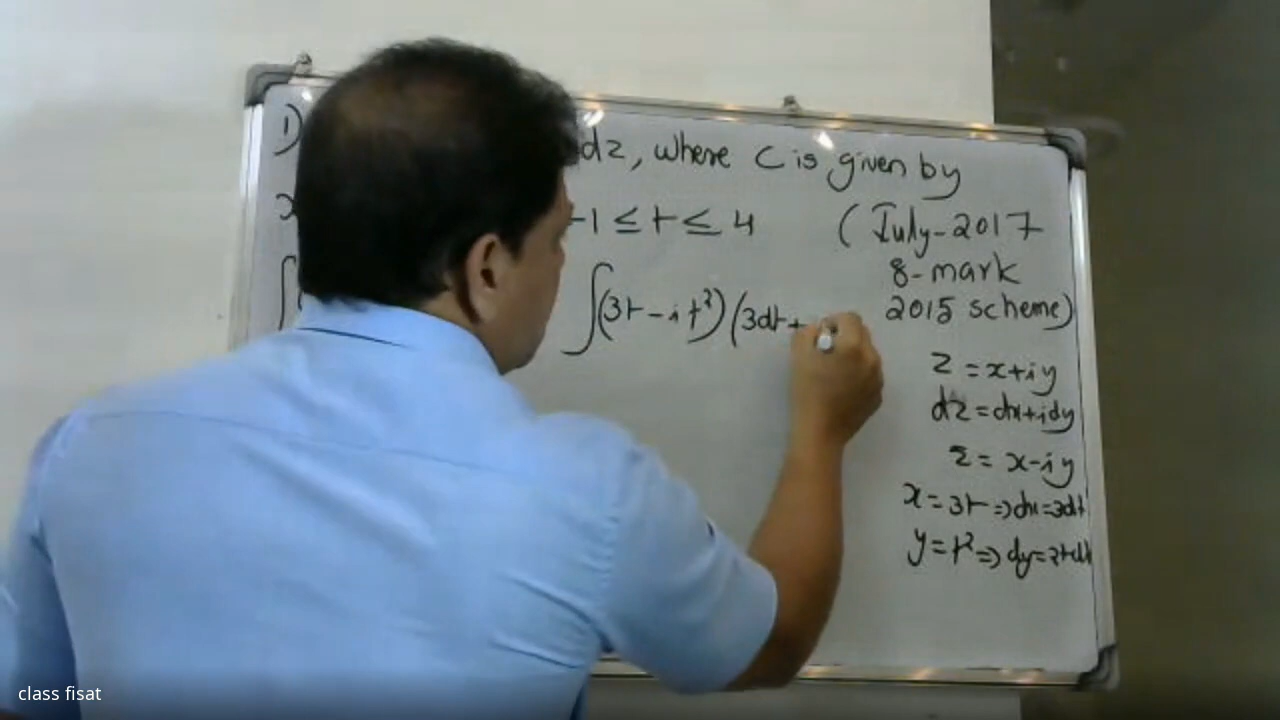 1) dz, where C is given by
x -1 ≤ t ≤ 4 (July-2017
8-mark
2015 scheme)
∫ ∫(3t - it²)(3dt+
z = x+iy
dz = dx+idy
z̄ = x-iy
x = 3t => dx=3dt
y = t² => dy=2tdt
class fisat